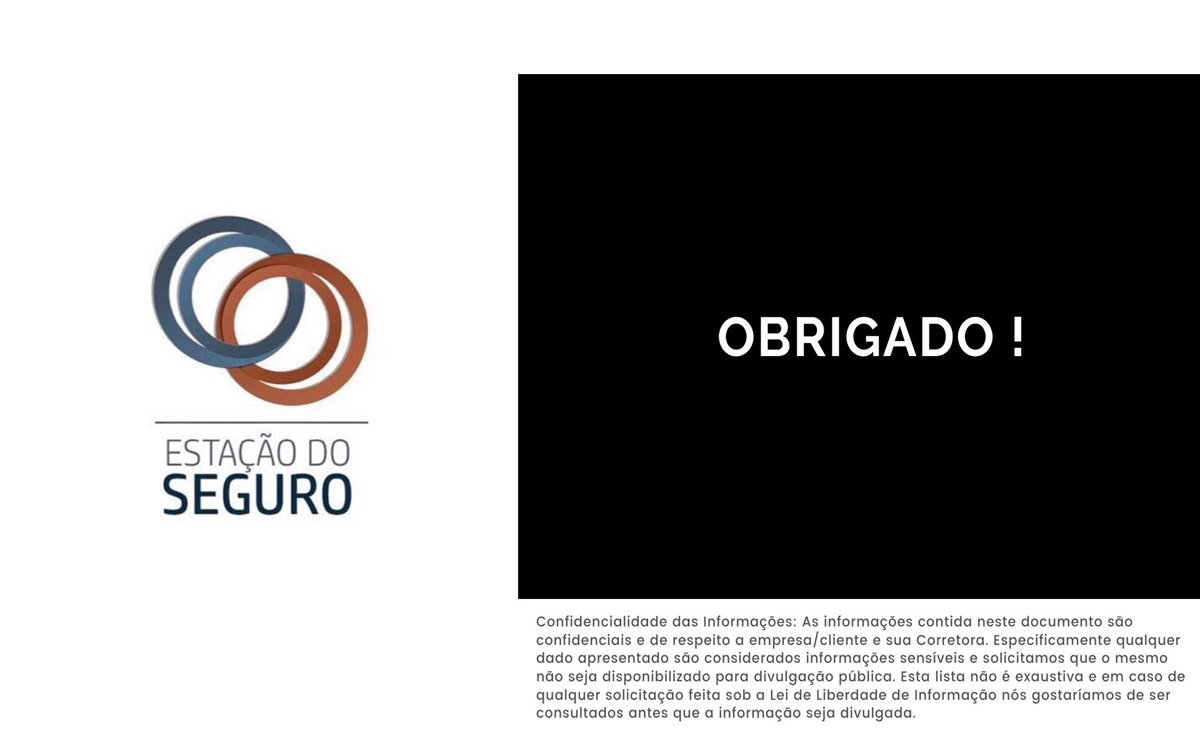 ESTAÇÃO DO
SEGURO
OBRIGADO !
Confidencialidade das Informações: As informações contida neste documento são
confidenciais e de respeito a empresa/cliente e sua Corretora. Especificamente qualquer
dado apresentado são considerados informações sensíveis e solicitamos que o mesmo
não seja disponibilizado para divulgação pública. Esta lista não é exaustiva e em caso de
qualquer solicitação feita sob a Lei de Liberdade de Informação nós gostaríamos de ser
consultados antes que a informação seja divulgada.